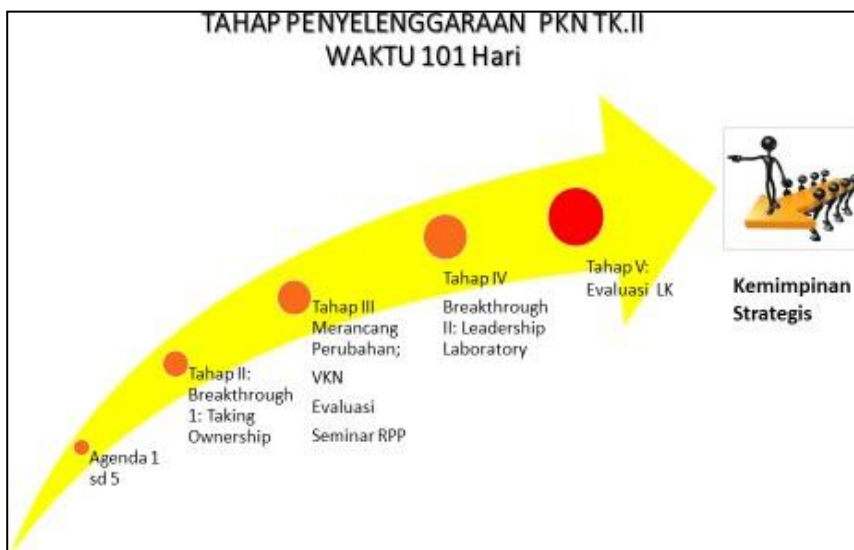 TAHAP PENYELENGGARAAN PKN TK.II
WAKTU 101 Hari
Agenda 1
sd 5
Tahap II:
Breakthrough
1: Taking
Ownership
Tahap III
Merancang
Perubahan;
VKN
Evaluasi
Seminar RPP
Tahap IV
Breakthrough
II: Leadership
Laboratory
Tahap V:
Evaluasi LK
Kemimpinan
Strategis